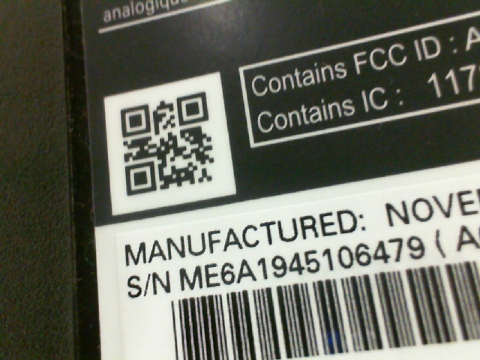 analogique
Contains FCC ID : A
Contains IC : 117
MANUFACTURED: NOVE
S/N ME6A1945106479 ( A